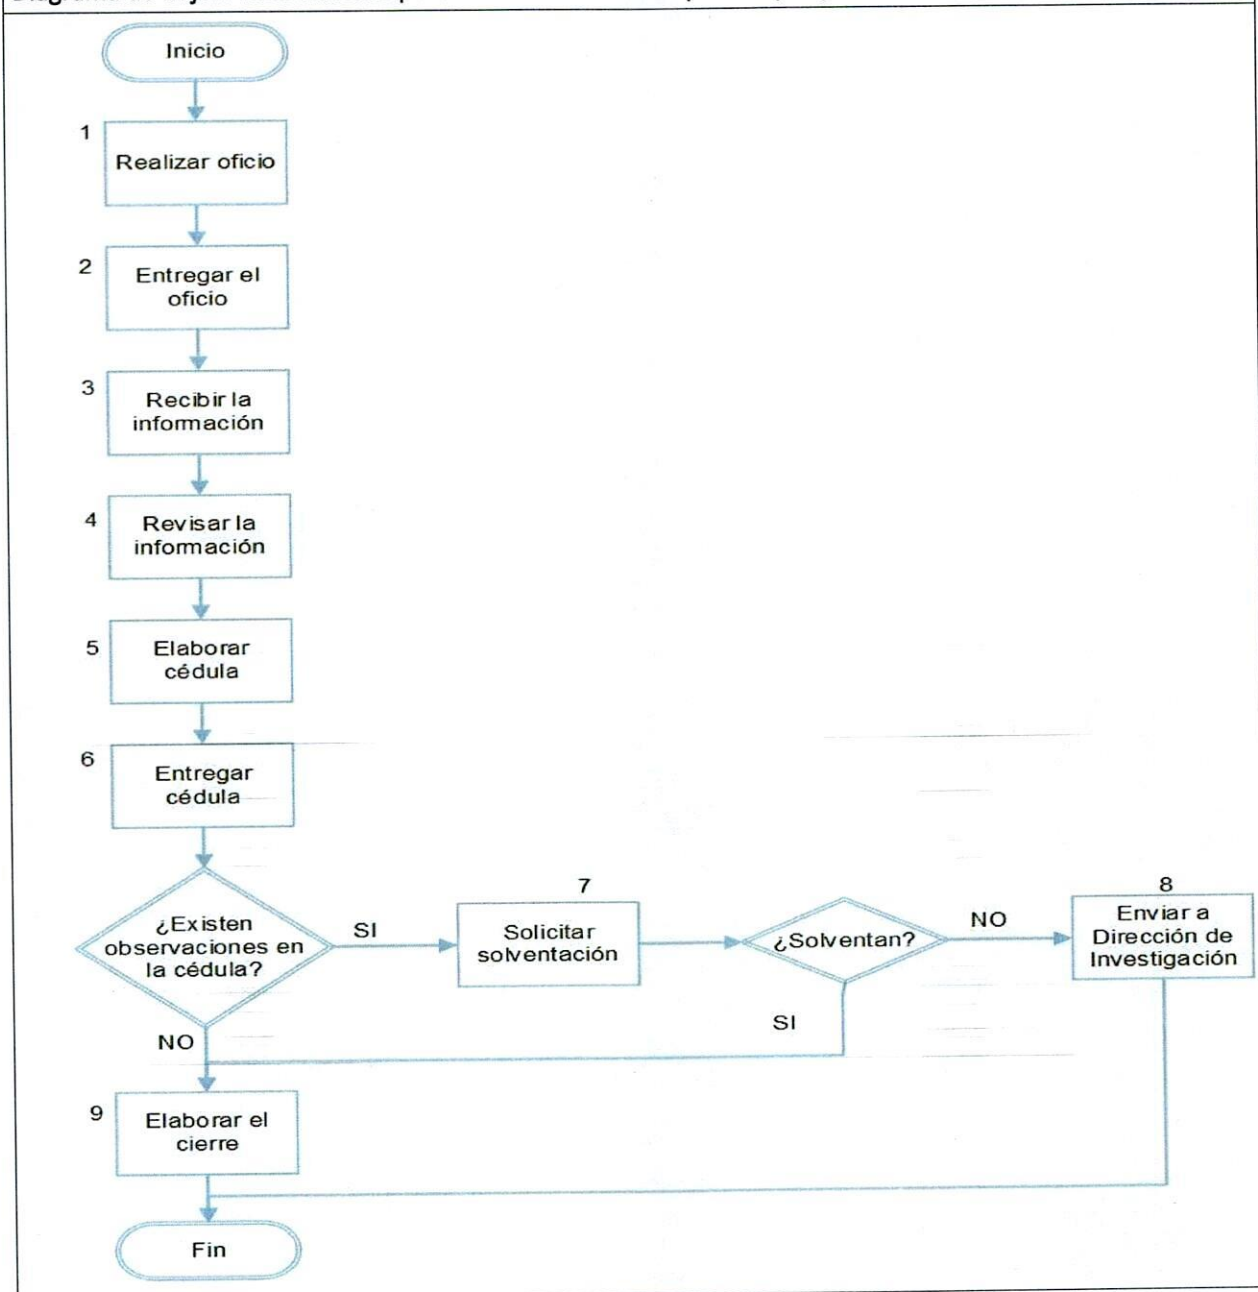 Inicio
1
Realizar oficio
2
Entregar el
oficio
3
Recibir la
información
4
Revisar la
información
5
Elaborar
cédula
6
Entregar
cédula
¿Existen
observaciones en
la cédula?
SI
7
Solicitar
solventación
¿Solventan?
NO
8
Enviar a
Dirección de
Investigación
SI
NO
9
Elaborar el
cierre
Fin